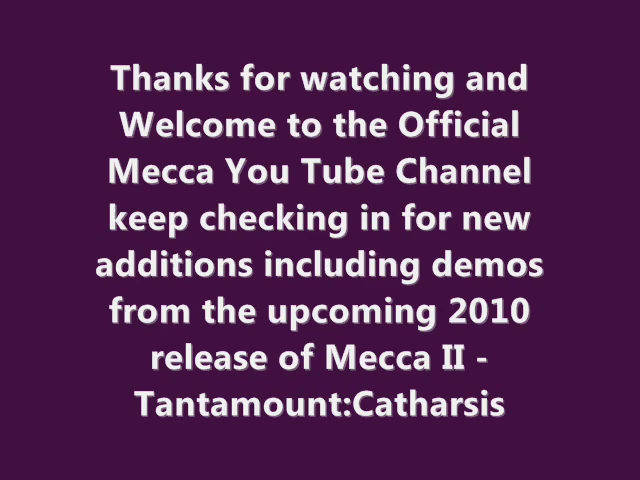 Thanks for watching and
Welcome to the Official
Mecca You Tube Channel
keep checking in for new
additions including demos
from the upcoming 2010
release of Mecca II -
Tantamount:Catharsis